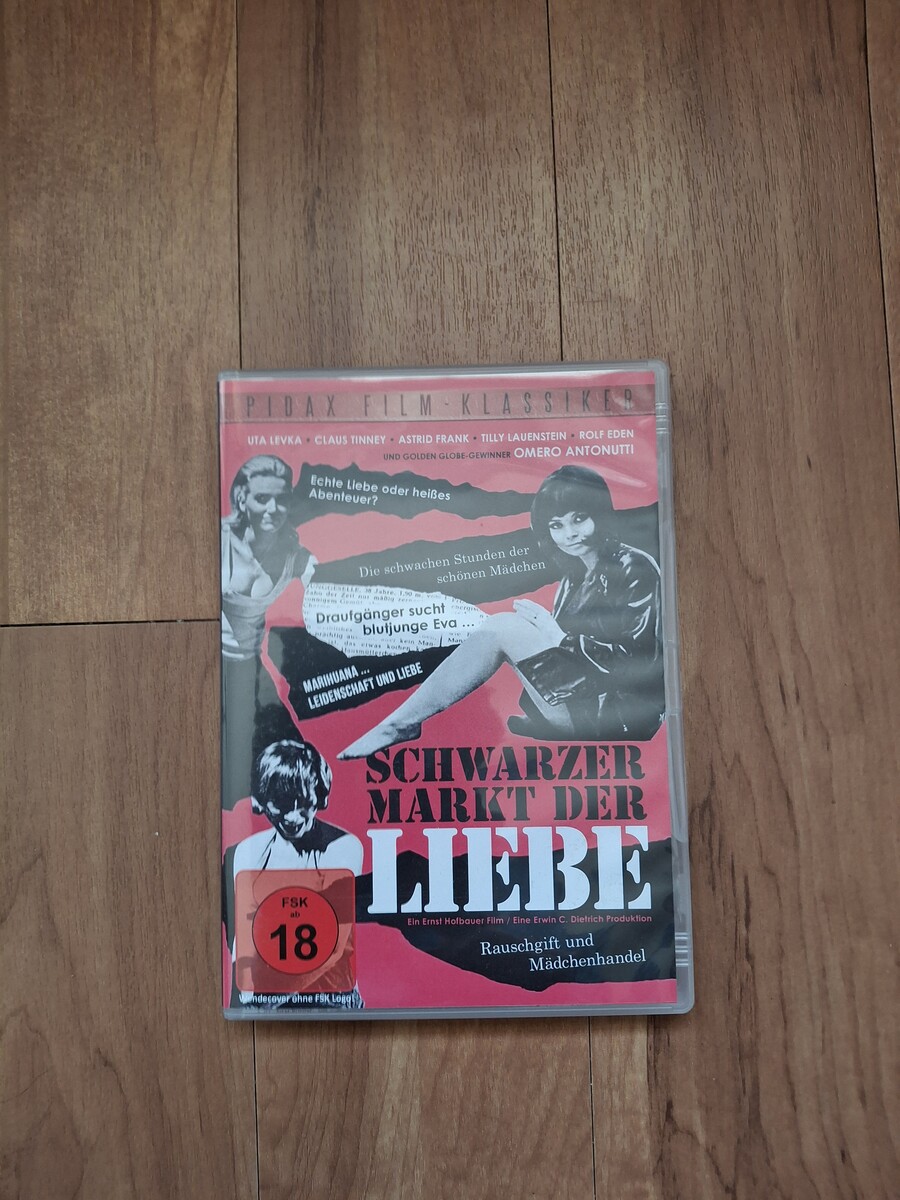 PIDAX FILM-KLASSIKER
UTA LEVKA • CLAUS TINNEY • ASTRID FRANK • TILLY LAUENSTEIN • ROLF EDEN
UND GOLDEN GLOBE-GEWINNER OMERO ANTONUTTI
Echte Liebe oder heißes
Abenteuer?
Die schwachen Stunden der
schönen Mädchen
Draufgänger sucht
blutjunge Eva ...
MARIHUANA ...
LEIDENSCHAFT UND LIEBE
SCHWARZER
MARKT DER
LIEBE
Ein Ernst Hofbauer Film / Eine Erwin C. Dietrich Produktion
Rauschgift und
Mädchenhandel
FSK
ab
18
Wendecover ohne FSK Logo!